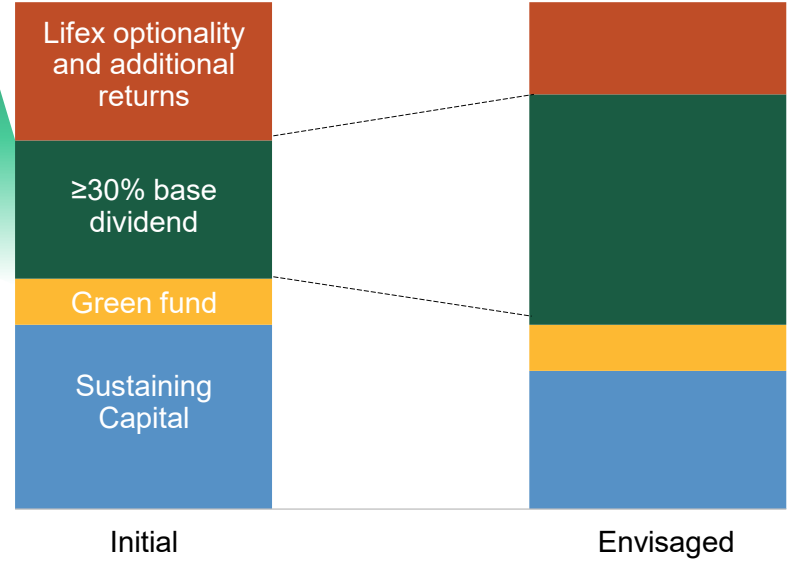 Lifex optionality
and additional
returns
≥30% base
dividend
Green fund
Sustaining
Capital
Initial
Envisaged